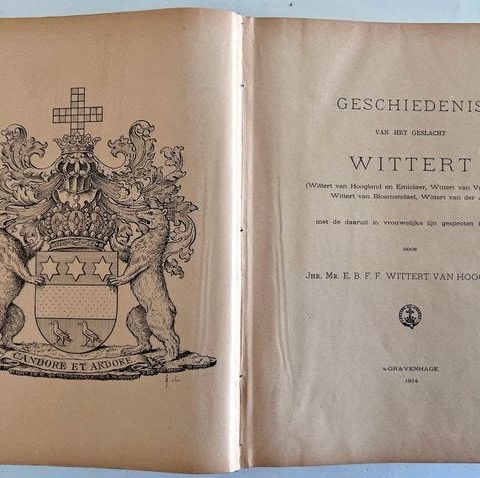 CANDORE ET ARDORE
GESCHIEDENIS
VAN HET GESLACHT
WITTERT
(Wittert van Hoogland en Emiclaer, Wittert van
Wittert van Bloemendael, Wittert van der
met de daaruit in vrouwelijke lijn gesproten
DOOR
JHR. MR. E. B. F. F. WITTERT VAN
'S-GRAVENHAGE
1914